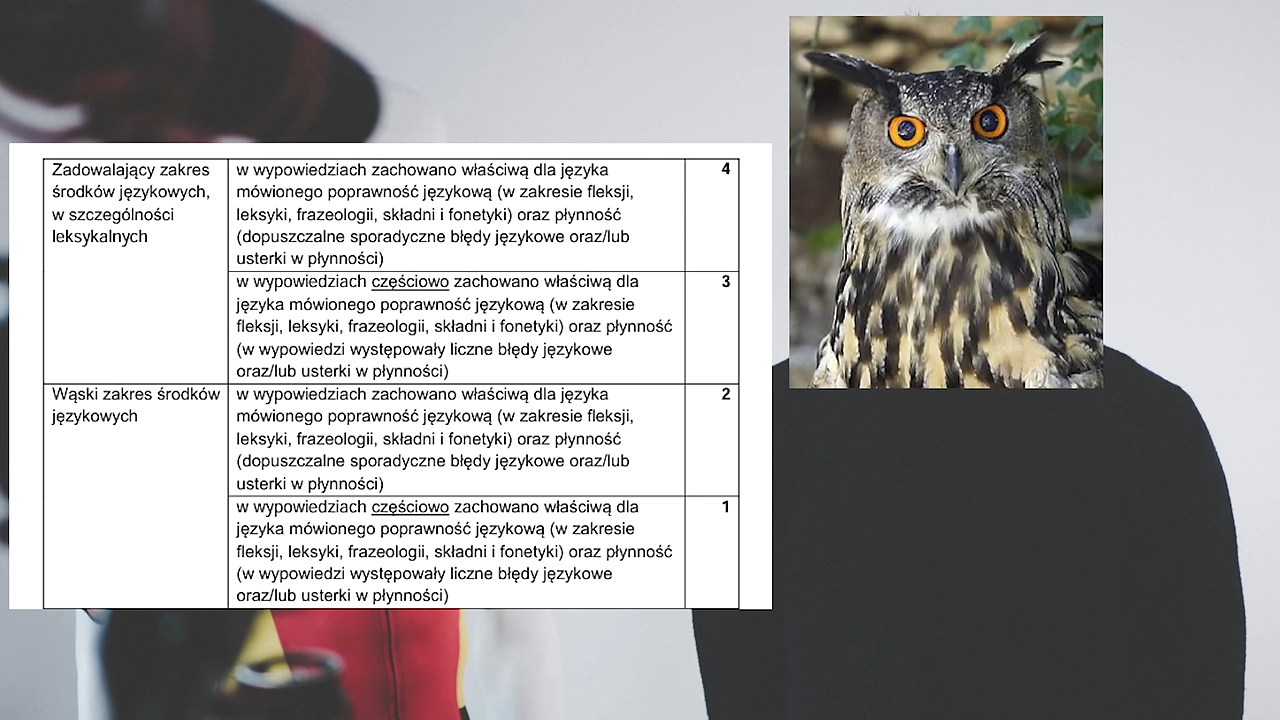 Zadowalający zakres
środków językowych,
w szczególności
leksykalnych
w wypowiedziach zachowano właściwą dla języka
mówionego poprawność językową (w zakresie fleksji,
leksyki, frazeologii, składni i fonetyki) oraz płynność
(dopuszczalne sporadyczne błędy językowe oraz/lub
usterki w płynności)
4
w wypowiedziach częściowo zachowano właściwą dla
języka mówionego poprawność językową (w zakresie
fleksji, leksyki, frazeologii, składni i fonetyki) oraz płynność
(w wypowiedzi występowały liczne błędy językowe
oraz/lub usterki w płynności)
3
Wąski zakres środków
językowych
w wypowiedziach zachowano właściwą dla języka
mówionego poprawność językową (w zakresie fleksji,
leksyki, frazeologii, składni i fonetyki) oraz płynność
(dopuszczalne sporadyczne błędy językowe oraz/lub
usterki w płynności)
2
w wypowiedziach częściowo zachowano właściwą dla
języka mówionego poprawność językową (w zakresie
fleksji, leksyki, frazeologii, składni i fonetyki) oraz płynność
(w wypowiedzi występowały liczne błędy językowe
oraz/lub usterki w płynności)
1